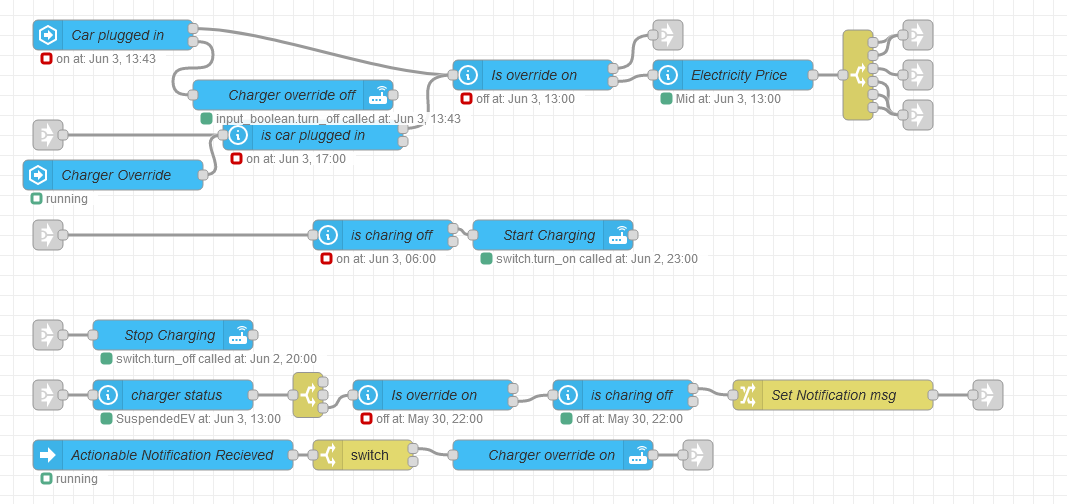 Car plugged in
on at: Jun 3, 13:43
Is override on
off at: Jun 3, 13:00
Electricity Price
Mid at: Jun 3, 13:00
Charger override off
input_boolean.turn_off called at: Jun 3, 13:43
is car plugged in
on at: Jun 3, 17:00
Charger Override
running
is charing off
on at: Jun 3, 06:00
Start Charging
switch.turn_on called at: Jun 2, 23:00
Stop Charging
switch.turn_off called at: Jun 2, 20:00
charger status
SuspendedEV at: Jun 3, 13:00
Is override on
off at: May 30, 22:00
is charing off
off at: May 30, 22:00
Set Notification msg
Actionable Notification Recieved
running
switch
Charger override on